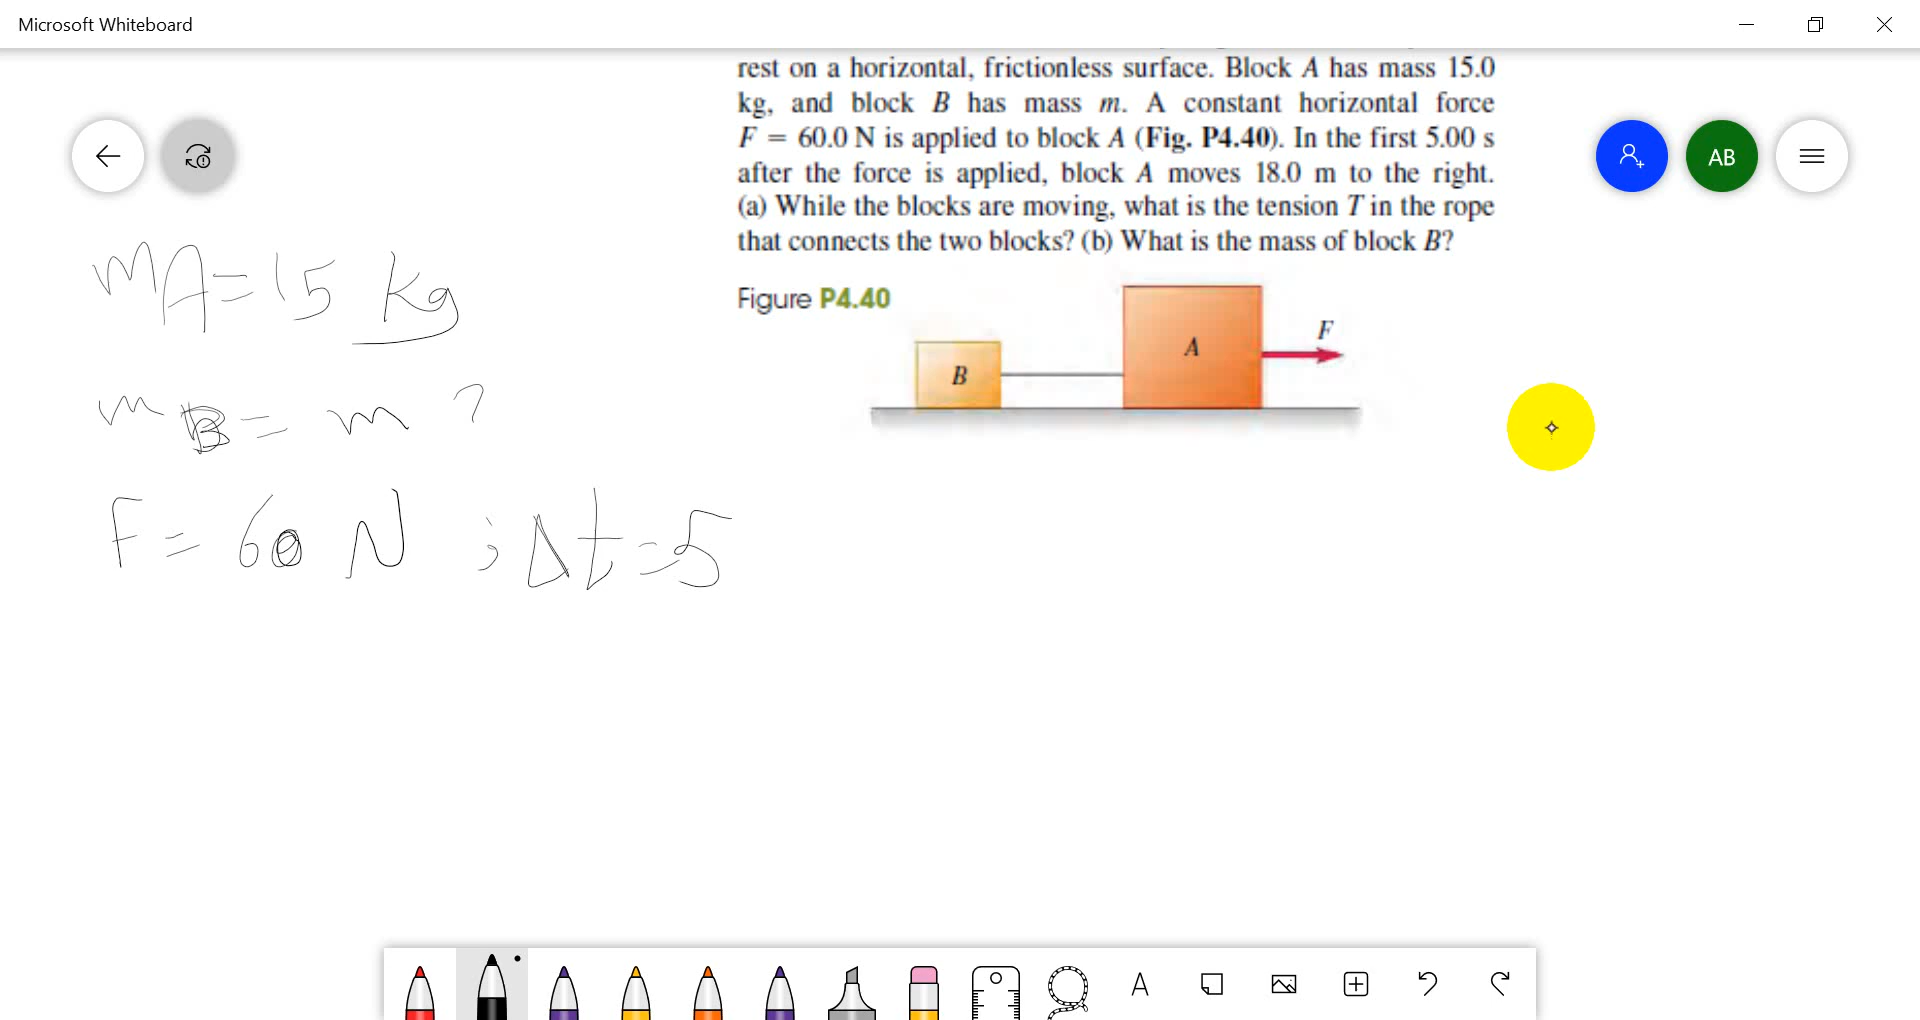 Microsoft Whiteboard
rest on a horizontal, frictionless surface. Block A has mass 15.0
kg, and block B has mass m. A constant horizontal force
F = 60.0 N is applied to block A (Fig. P4.40). In the first 5.00 s
after the force is applied, block A moves 18.0 m to the right.
(a) While the blocks are moving, what is the tension T in the rope
that connects the two blocks? (b) What is the mass of block B?
AB
mA=15 kg
Figure P4.40
F
A
B
mB= m ?
F= 60 N ; Δt=5
A